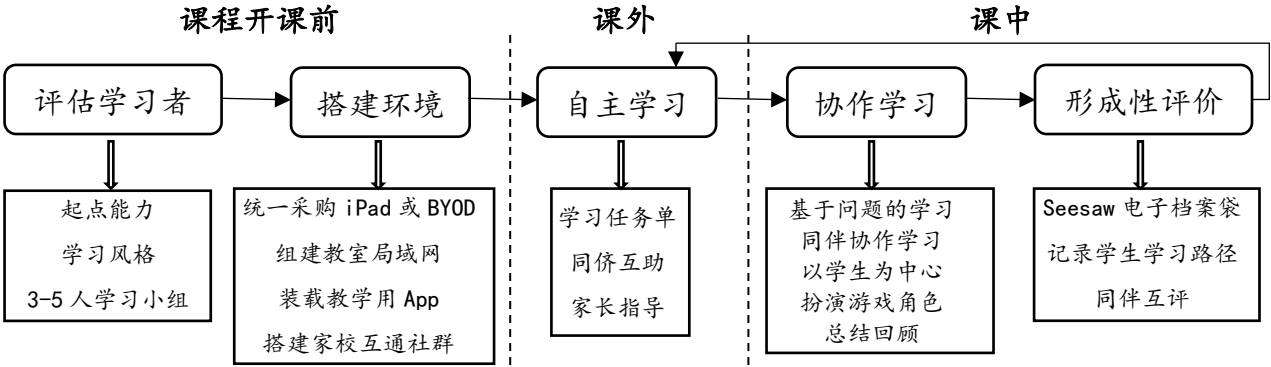 课程开课前
课外
课中
评估学习者
搭建环境
自主学习
协作学习
形成性评价
起点能力
学习风格
3-5 人学习小组
统一采购 iPad 或 BYOD
组建教室局域网
装载教学用 App
搭建家校互通社群
学习任务单
同侪互助
家长指导
基于问题的学习
同伴协作学习
以学生为中心
扮演游戏角色
总结回顾
Seesaw 电子档案袋
记录学生学习路径
同伴互评